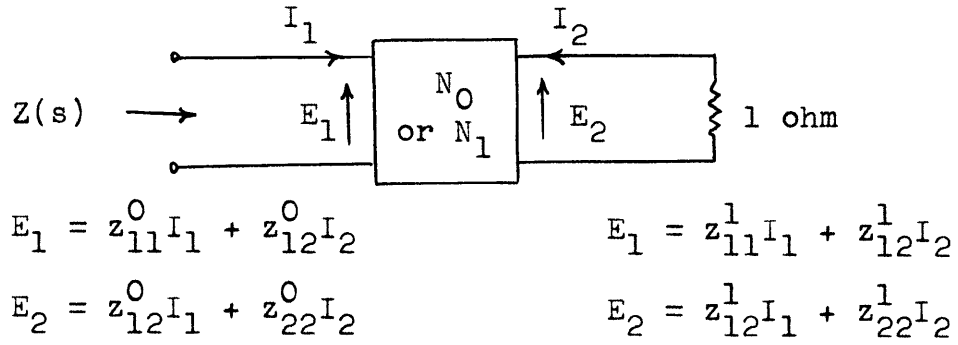 I₁ I₂
Z(s) E₁ N₀ or N₁ E₂ 1 ohm
E₁ = z⁰₁₁I₁ + z⁰₁₂I₂ E₁ = z¹₁₁I₁ + z¹₁₂I₂
E₂ = z⁰₁₂I₁ + z⁰₂₂I₂ E₂ = z¹₁₂I₁ + z¹₂₂I₂